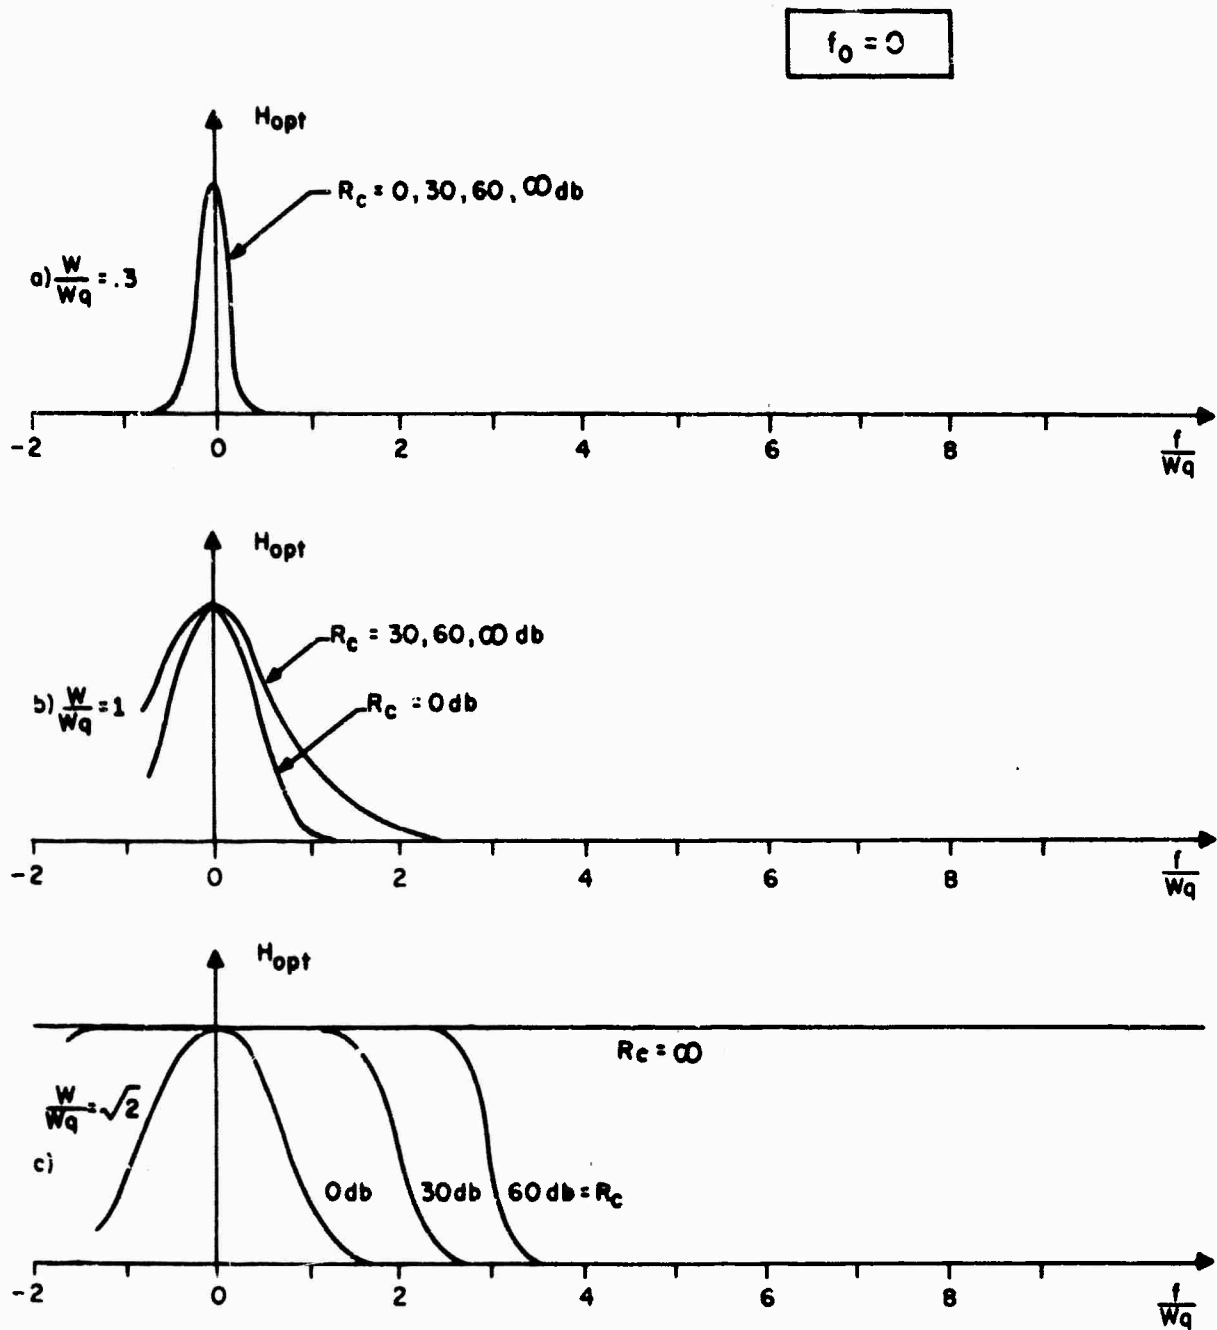 f₀ = 0
Hopt
Rc = 0, 30, 60, ∞ db
a) W/Wq = .3
-2 0 2 4 6 8 f/Wq
Hopt
Rc = 30, 60, ∞ db
Rc = 0 db
b) W/Wq = 1
-2 0 2 4 6 8 f/Wq
Hopt
Rc = ∞
W/Wq = √2
c)
0 db 30 db 60 db = Rc
-2 0 2 4 6 8 f/Wq